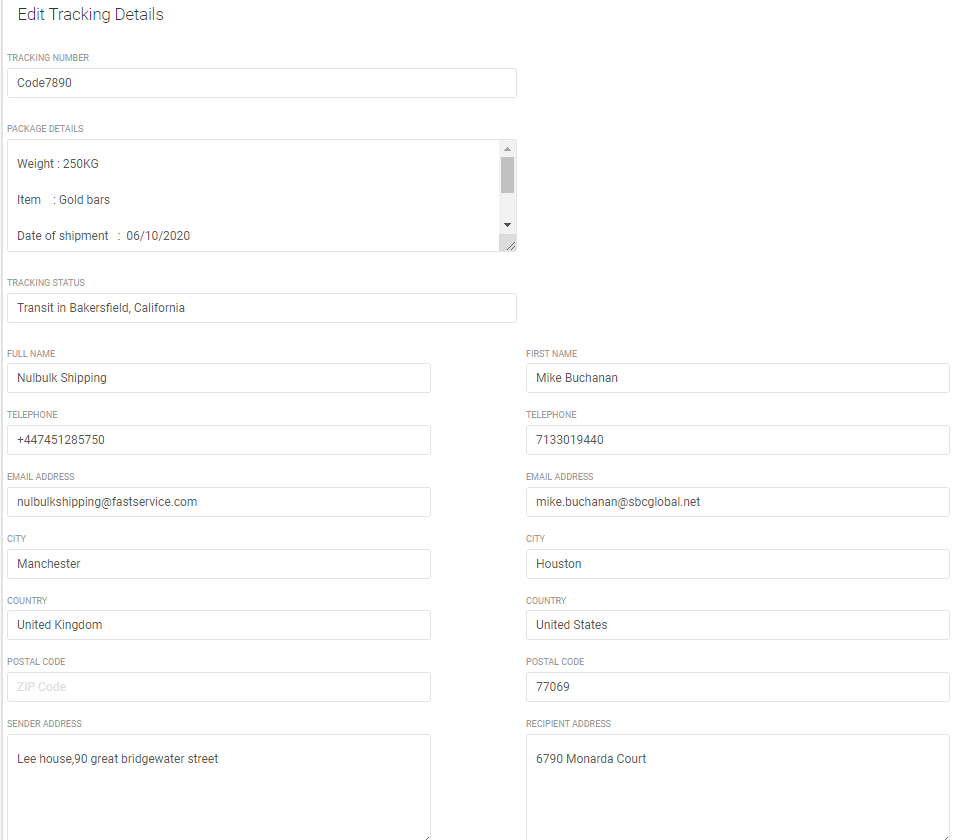 Edit Tracking Details
TRACKING NUMBER
Code7890
PACKAGE DETAILS
Weight : 250KG
Item : Gold bars
Date of shipment : 06/10/2020
TRACKING STATUS
Transit in Bakersfield, California
FULL NAME
Nulbulk Shipping
TELEPHONE
+447451285750
EMAIL ADDRESS
nulbulkshipping@fastservice.com
CITY
Manchester
COUNTRY
United Kingdom
POSTAL CODE
ZIP Code
SENDER ADDRESS
Lee house,90 great bridgewater street
FIRST NAME
Mike Buchanan
TELEPHONE
7133019440
EMAIL ADDRESS
mike.buchanan@sbcglobal.net
CITY
Houston
COUNTRY
United States
POSTAL CODE
77069
RECIPIENT ADDRESS
6790 Monarda Court